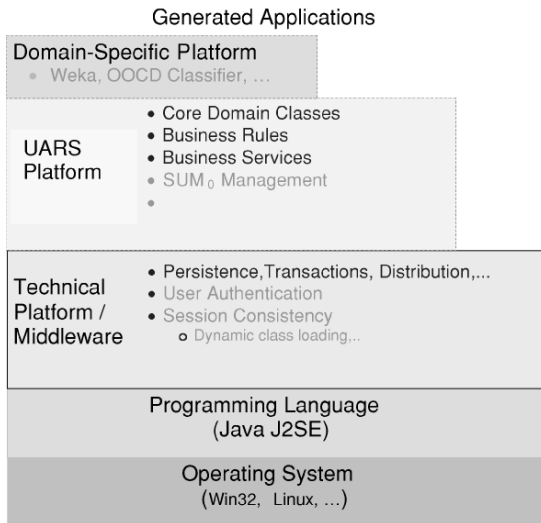 Generated Applications
Domain-Specific Platform
• Weka, OOCD Classifier, ...
UARS
Platform
• Core Domain Classes
• Business Rules
• Business Services
• SUM₀ Management
•
Technical
Platform /
Middleware
• Persistence,Transactions, Distribution,...
• User Authentication
• Session Consistency
o Dynamic class loading,..
Programming Language
(Java J2SE)
Operating System
(Win32, Linux, ...)